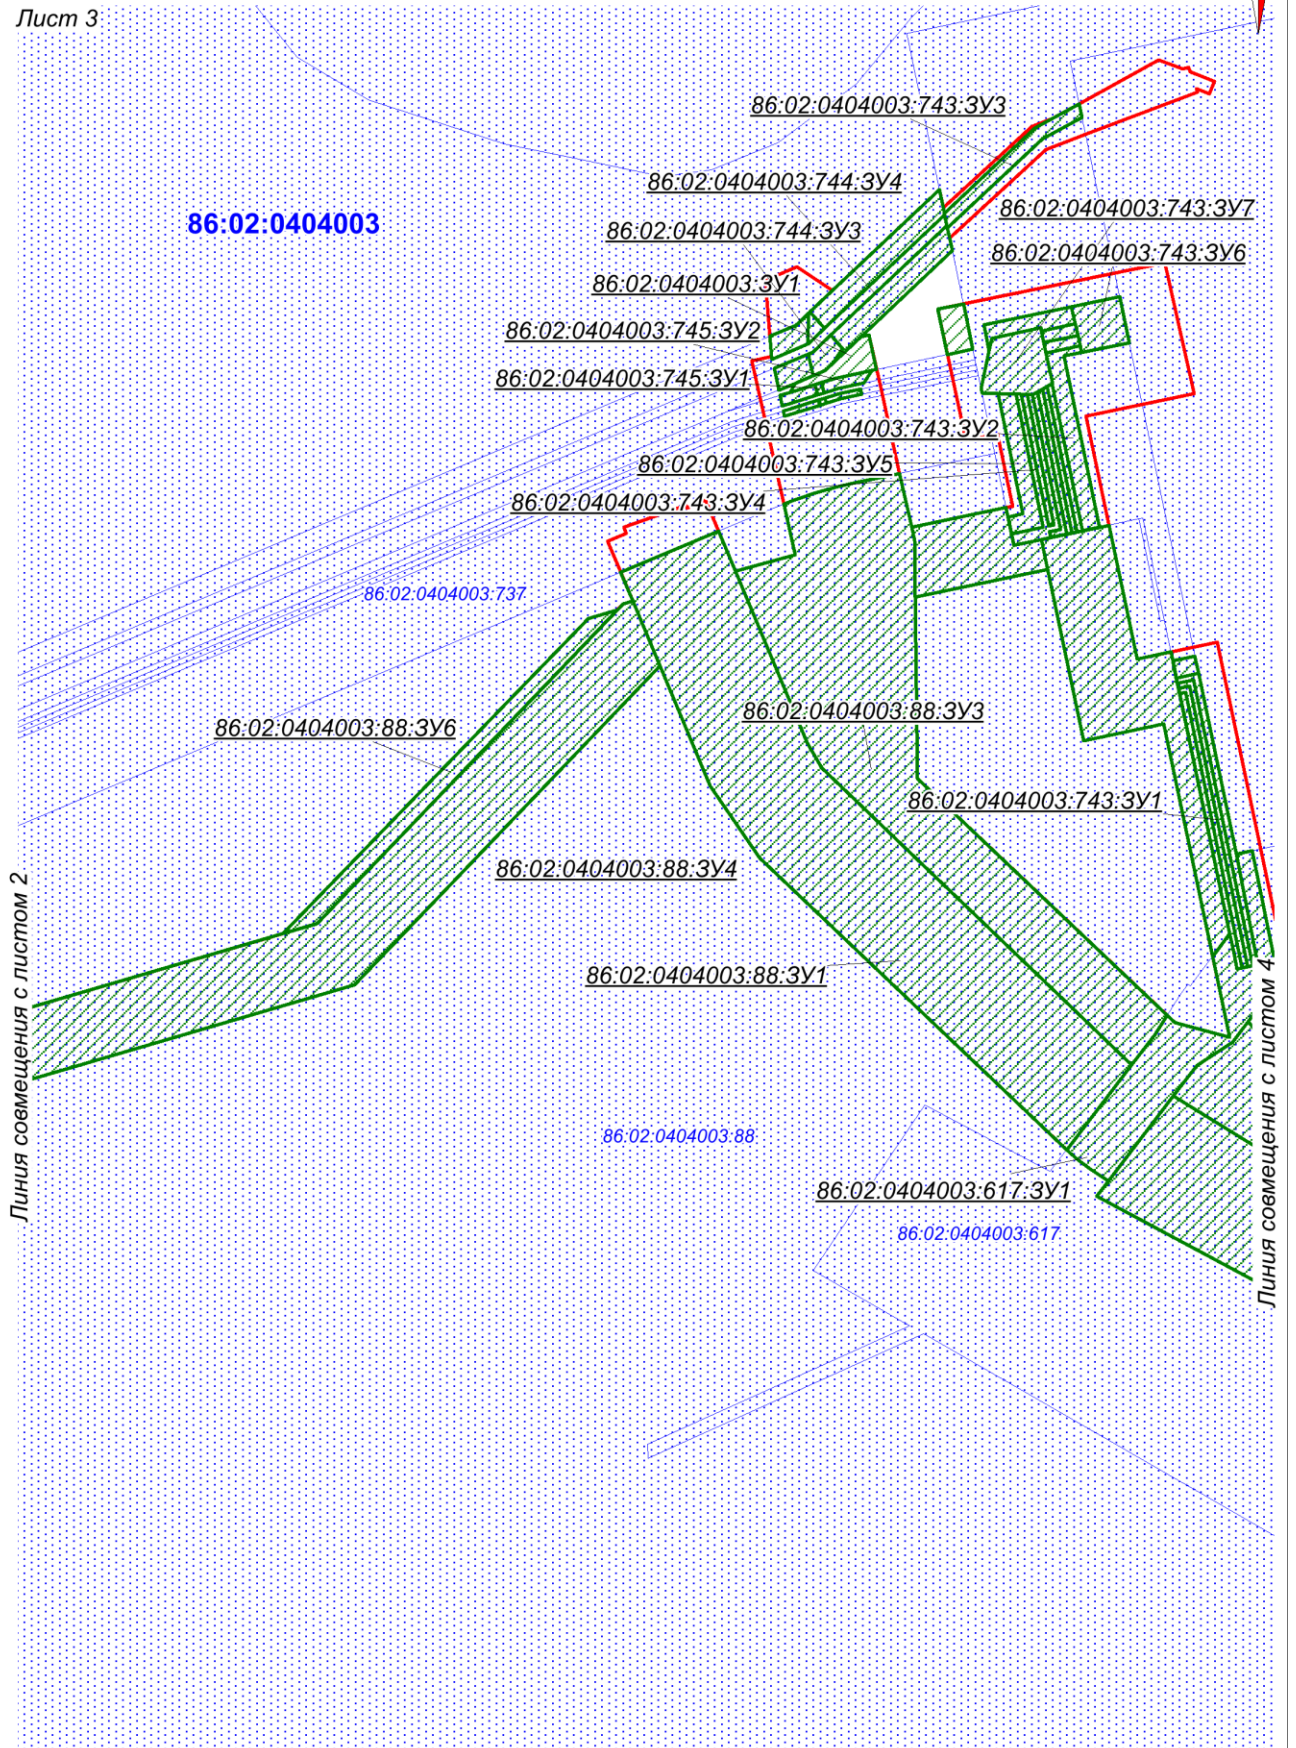 Лист 3
86:02:0404003:743:ЗУ3
86:02:0404003:744:ЗУ4
86:02:0404003:743:ЗУ7
86:02:0404003
86:02:0404003:744:ЗУ3
86:02:0404003:743:ЗУ6
86:02:0404003:ЗУ1
86:02:0404003:745:ЗУ2
86:02:0404003:745:ЗУ1
86:02:0404003:743:ЗУ2
86:02:0404003:743:ЗУ5
86:02:0404003:743:ЗУ4
86:02:0404003:737
86:02:0404003:88:ЗУ3
86:02:0404003:88:ЗУ6
86:02:0404003:743:ЗУ1
86:02:0404003:88:ЗУ4
86:02:0404003:88:ЗУ1
Линия совмещения с листом 2
Линия совмещения с листом 4
86:02:0404003:88
86:02:0404003:617:ЗУ1
86:02:0404003:617